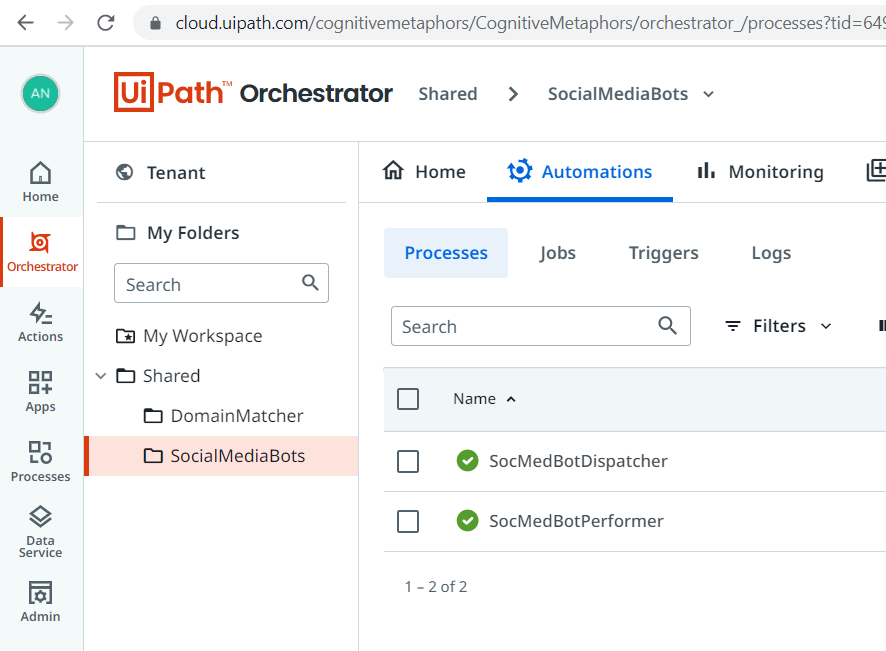 cloud.uipath.com/cognitivemetaphors/CognitiveMetaphors/orchestrator_/processes?tid=649
AN
Home
Orchestrator
Actions
Apps
Processes
Data
Service
Admin
UiPath™ Orchestrator
Shared
SocialMediaBots
Tenant
My Folders
Search
My Workspace
Shared
DomainMatcher
SocialMediaBots
Home
Automations
Monitoring
Processes
Jobs
Triggers
Logs
Search
Filters
Name
SocMedBotDispatcher
SocMedBotPerformer
1 – 2 of 2